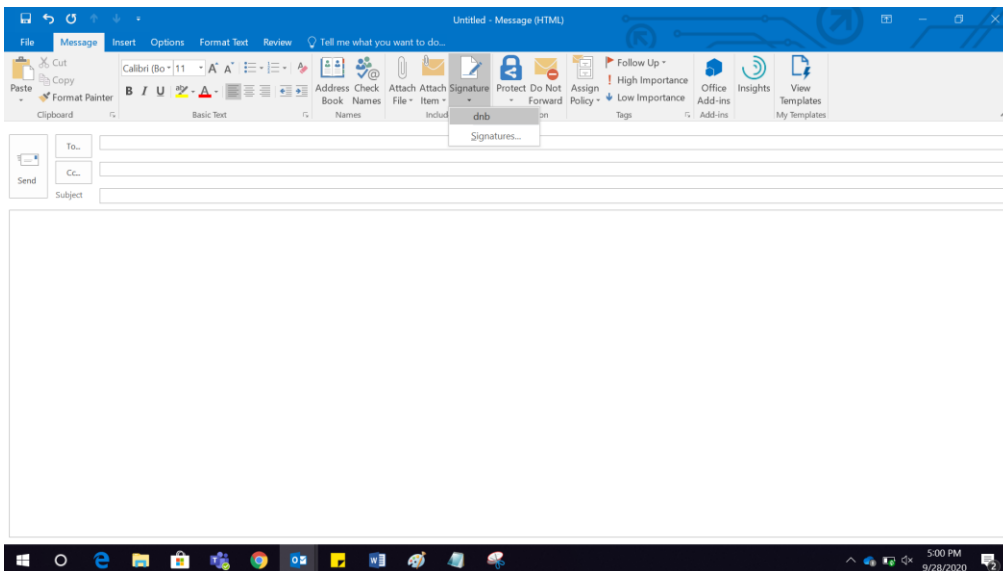 Untitled - Message (HTML)
File Message Insert Options Format Text Review Tell me what you want to do...
Paste
Cut
Copy
Format Painter
Clipboard
Calibri (Bo 11
B I U
Basic Text
Address Book
Check Names
Names
Attach File
Attach Item
Signature
Includ
dnb
Signatures...
Protect
Do Not Forward
on
Assign Policy
Follow Up
High Importance
Low Importance
Tags
Office Add-ins
Add-ins
Insights
View Templates
My Templates
Send
To...
Cc...
Subject
5:00 PM
9/28/2020